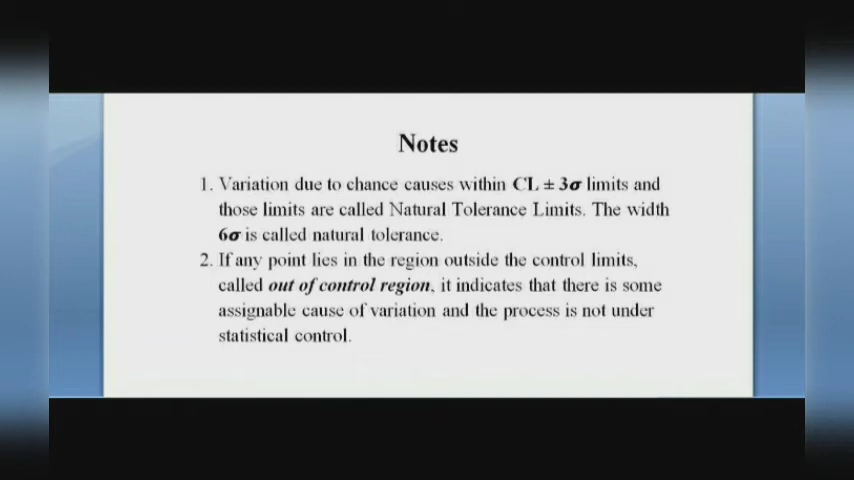 Notes
1. Variation due to chance causes within CL ± 3σ limits and
those limits are called Natural Tolerance Limits. The width
6σ is called natural tolerance.
2. If any point lies in the region outside the control limits,
called out of control region, it indicates that there is some
assignable cause of variation and the process is not under
statistical control.